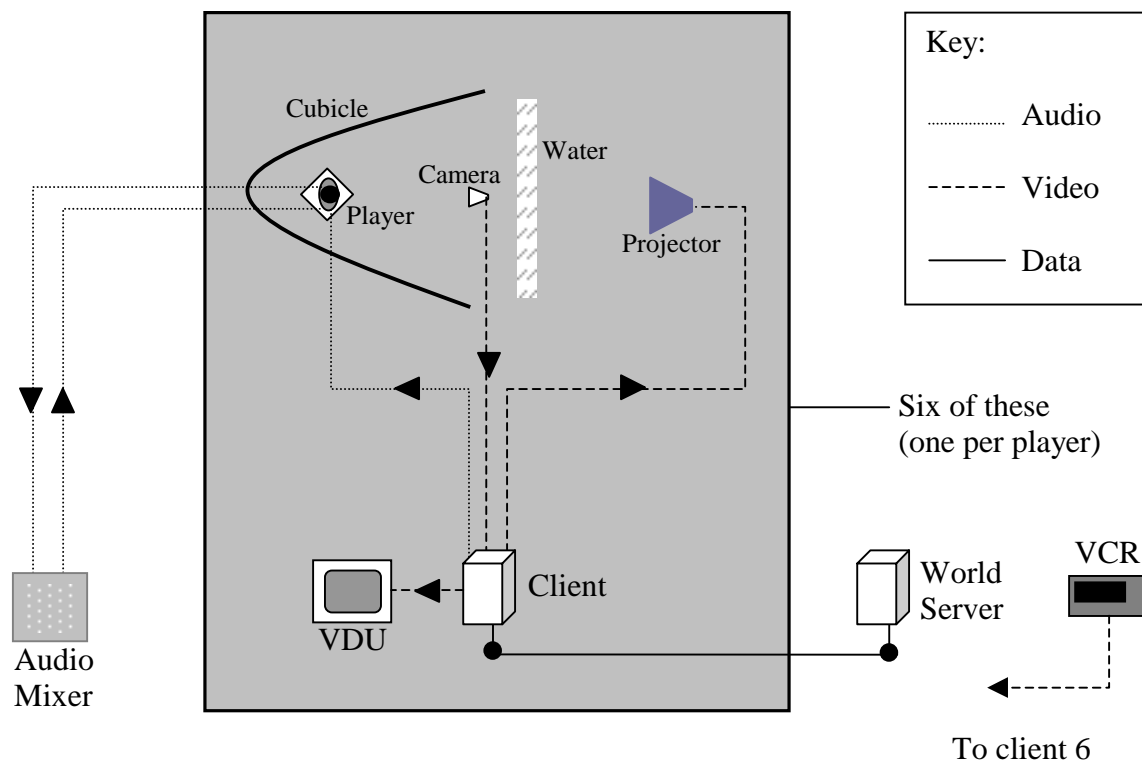 Key:
Audio
Video
Data
Cubicle
Water
Camera
Player
Projector
Six of these
(one per player)
Client
VDU
World
Server
VCR
Audio
Mixer
To client 6